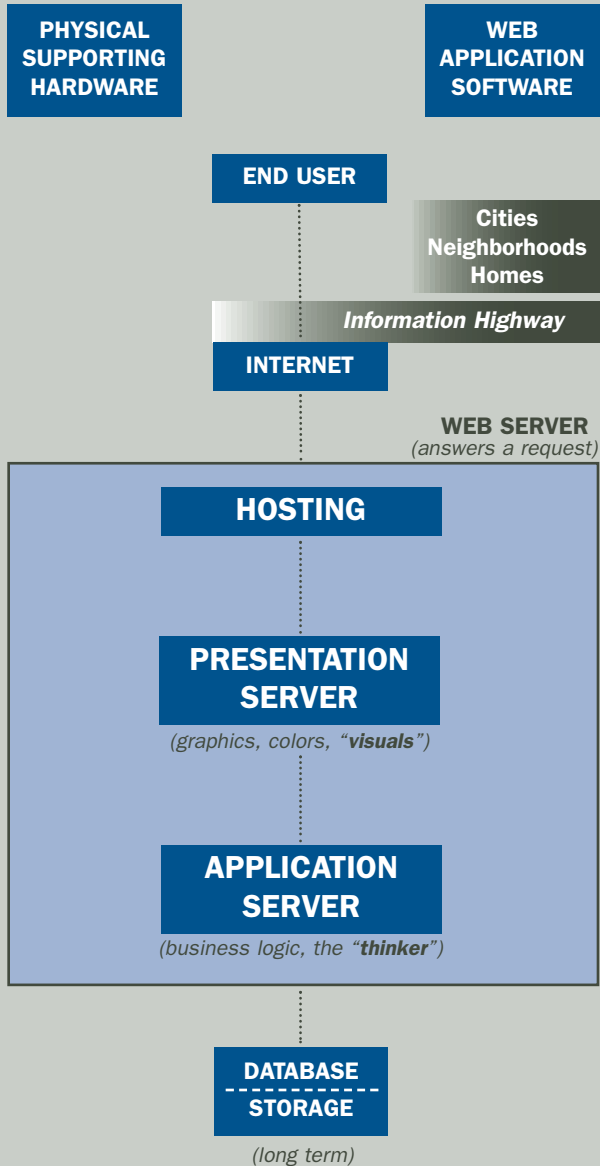 PHYSICAL
SUPPORTING
HARDWARE
WEB
APPLICATION
SOFTWARE
END USER
Cities
Neighborhoods
Homes
Information Highway
INTERNET
WEB SERVER
(answers a request)
HOSTING
PRESENTATION
SERVER
(graphics, colors, “visuals”)
APPLICATION
SERVER
(business logic, the “thinker”)
DATABASE
STORAGE
(long term)